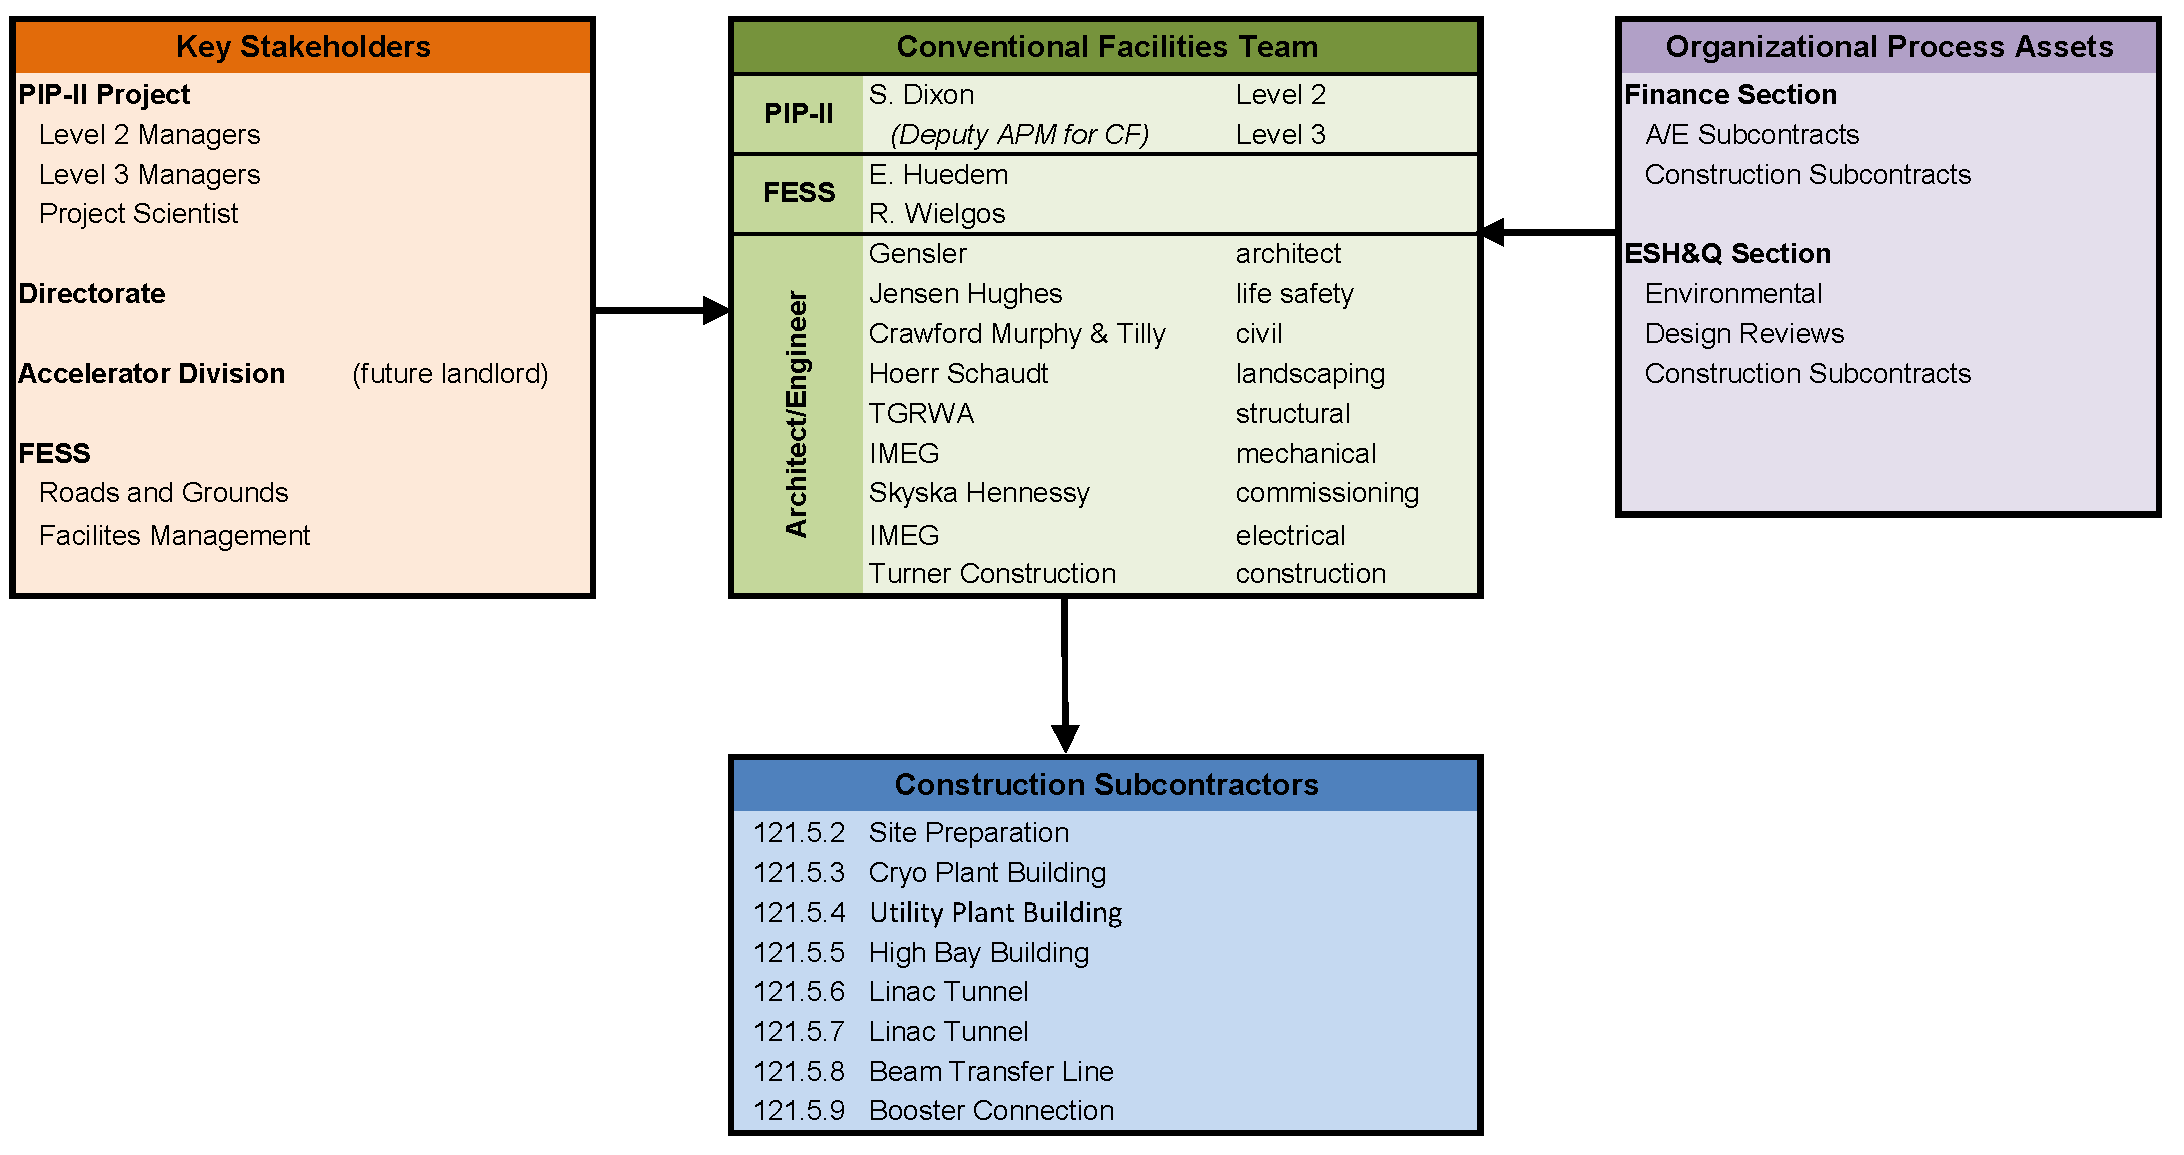 Key Stakeholders
PIP-II Project
Level 2 Managers
Level 3 Managers
Project Scientist
Directorate
Accelerator Division (future landlord)
FESS
Roads and Grounds
Facilites Management
Conventional Facilities Team
PIP-II
S. Dixon Level 2
(Deputy APM for CF) Level 3
FESS
E. Huedem
R. Wielgos
Architect/Engineer
Gensler architect
Jensen Hughes life safety
Crawford Murphy & Tilly civil
Hoerr Schaudt landscaping
TGRWA structural
IMEG mechanical
Skyska Hennessy commissioning
IMEG electrical
Turner Construction construction
Organizational Process Assets
Finance Section
A/E Subcontracts
Construction Subcontracts
ESH&Q Section
Environmental
Design Reviews
Construction Subcontracts
Construction Subcontractors
121.5.2 Site Preparation
121.5.3 Cryo Plant Building
121.5.4 Utility Plant Building
121.5.5 High Bay Building
121.5.6 Linac Tunnel
121.5.7 Linac Tunnel
121.5.8 Beam Transfer Line
121.5.9 Booster Connection